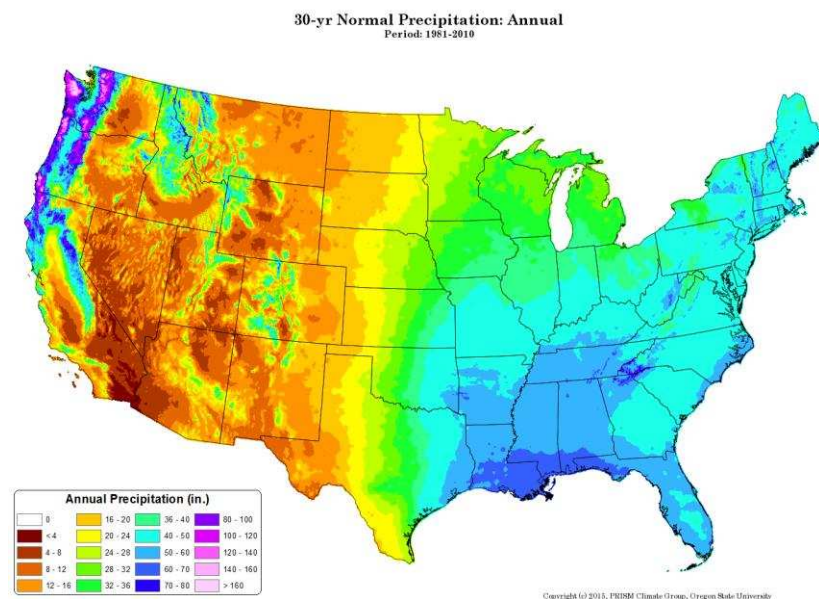 30-yr Normal Precipitation: Annual
Period: 1981-2010
Annual Precipitation (in.)
0 16 - 20 36 - 40 80 - 100
< 4 20 - 24 40 - 50 100 - 120
4 - 8 24 - 28 50 - 60 120 - 140
8 - 12 28 - 32 60 - 70 140 - 160
12 - 16 32 - 36 70 - 80 > 160
Copyright (c) 2015, PRISM Climate Group, Oregon State University